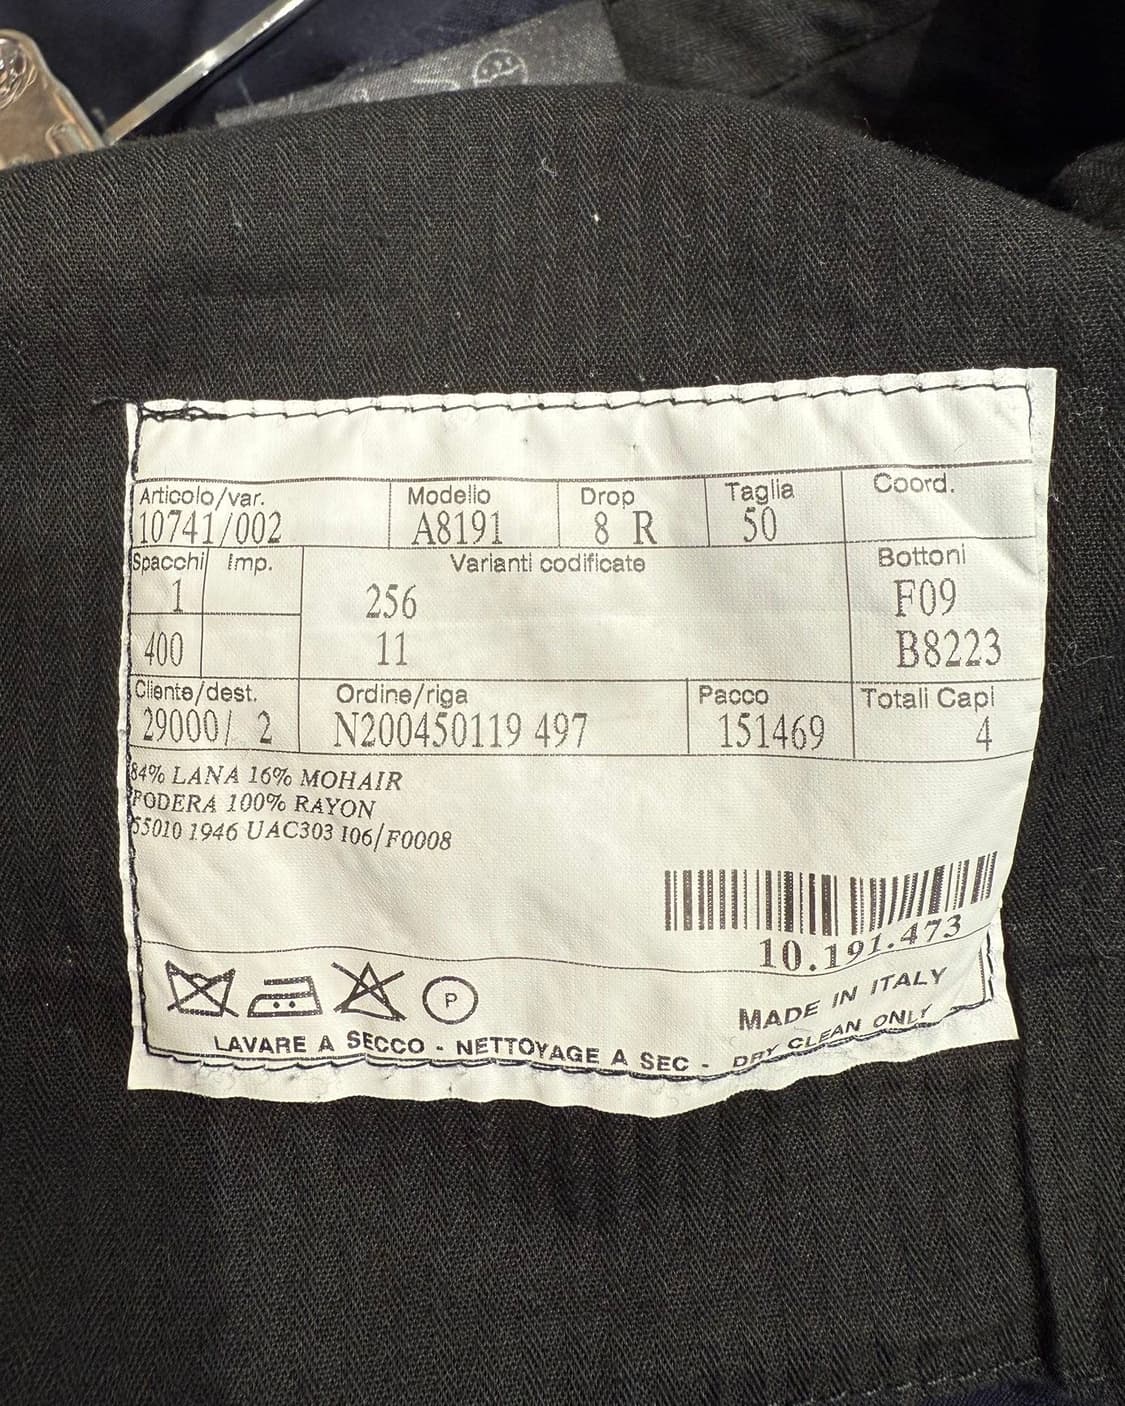 Articolo/var. Modello Drop Taglia Coord.
10741/002 A8191 8 R 50
Spacchi Imp. Varianti codificate Bottoni
1 256 F09
400 11 B8223
Cliente/dest. Ordine/riga Pacco Totali Capi
29000/ 2 N200450119 497 151469 4
84% LANA 16% MOHAIR
FODERA 100% RAYON
55010 1946 UAC303 I06/F0008
10.191.473
P
MADE IN ITALY
LAVARE A SECCO - NETTOYAGE A SEC - DRY CLEAN ONLY